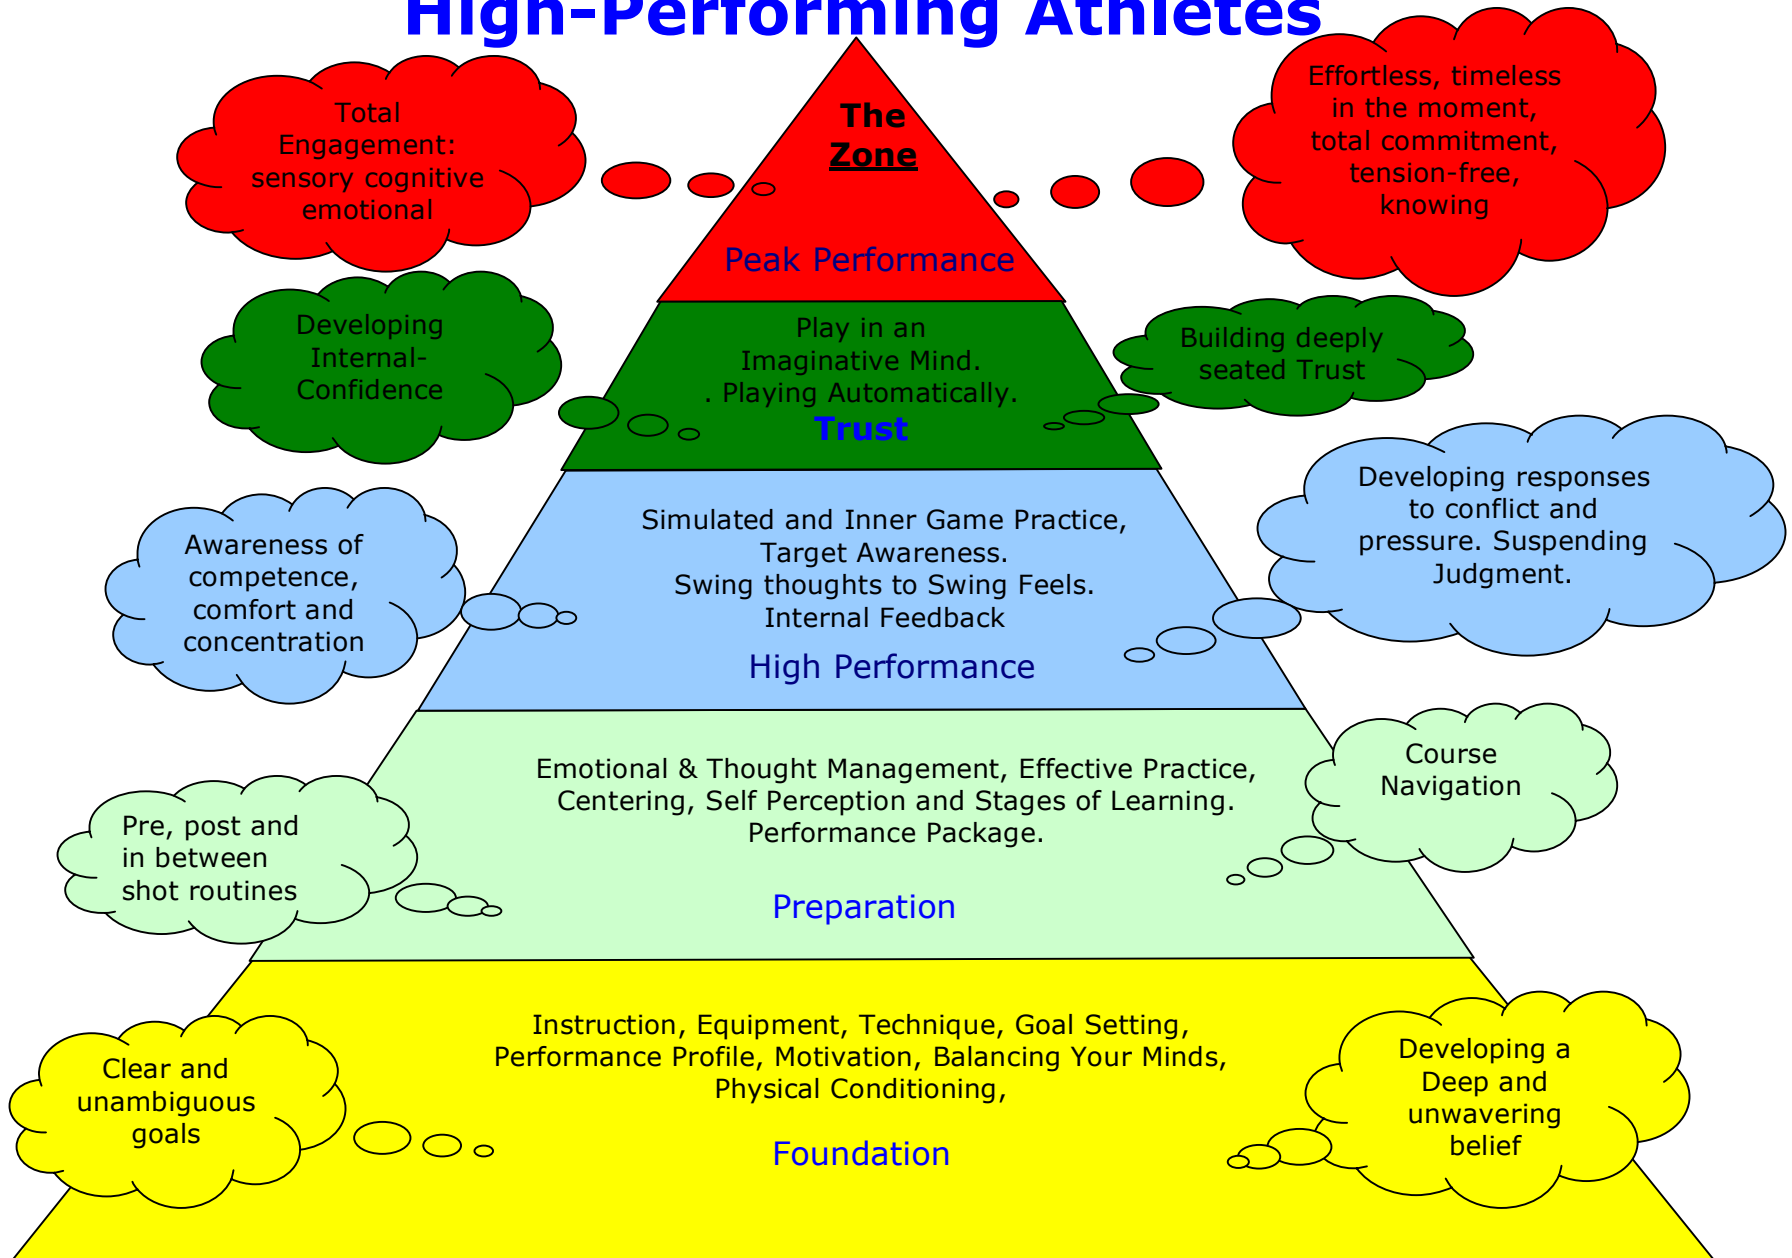 High-Performing Athletes
Total
Engagement:
sensory cognitive
emotional
The
Zone
Peak Performance
Effortless, timeless
in the moment,
total commitment,
tension-free,
knowing
Developing
Internal-
Confidence
Play in an
Imaginative Mind.
. Playing Automatically.
Trust
Building deeply
seated Trust
Awareness of
competence,
comfort and
concentration
Simulated and Inner Game Practice,
Target Awareness.
Swing thoughts to Swing Feels.
Internal Feedback
High Performance
Developing responses
to conflict and
pressure. Suspending
Judgment.
Pre, post and
in between
shot routines
Emotional & Thought Management, Effective Practice,
Centering, Self Perception and Stages of Learning.
Performance Package.
Preparation
Course
Navigation
Clear and
unambiguous
goals
Instruction, Equipment, Technique, Goal Setting,
Performance Profile, Motivation, Balancing Your Minds,
Physical Conditioning,
Foundation
Developing a
Deep and
unwavering
belief